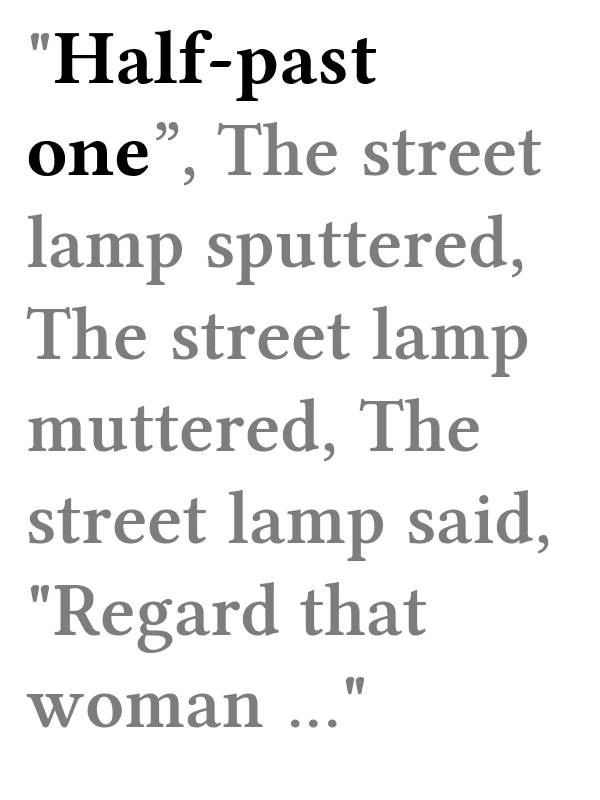 "Half-past
one”, The street
lamp sputtered,
The street lamp
muttered, The
street lamp said,
"Regard that
woman ..."